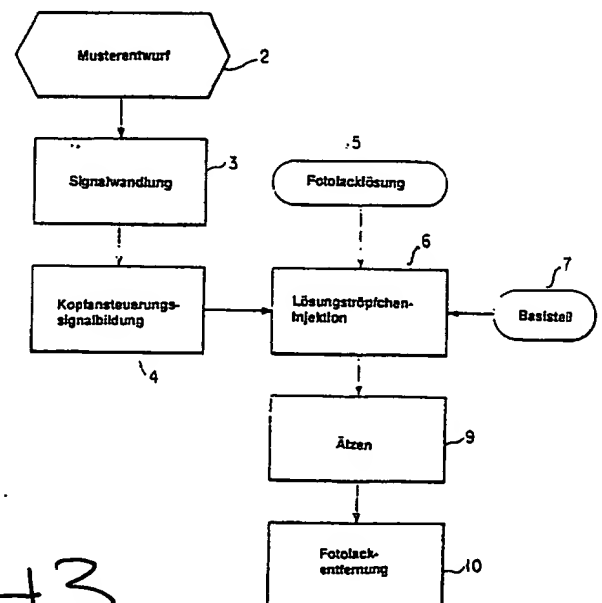 Musterentwurf
2
Signalwandlung
3
5
Fotolacklösung
6
7
Kopfansteuerungs-
signalbildung
Lösungströpfchen-
injektion
Basisteil
4
Ätzen
9
Fotolack-
entfernung
10
+3